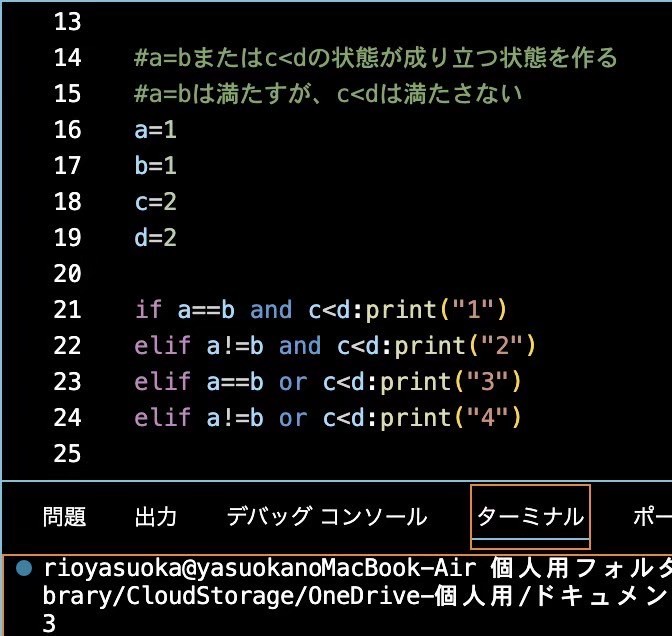 13
14 #a=bまたはc<dの状態が成り立つ状態を作る
15 #a=bは満たすが、c<dは満たさない
16 a=1
17 b=1
18 c=2
19 d=2
20
21 if a==b and c<d:print("1")
22 elif a!=b and c<d:print("2")
23 elif a==b or c<d:print("3")
24 elif a!=b or c<d:print("4")
25
問題 出力 デバッグ コンソール ターミナル ポー
rioyasuoka@yasuokanoMacBook-Air 個人用フォルダ
brary/CloudStorage/OneDrive-個人用/ドキュメン
3